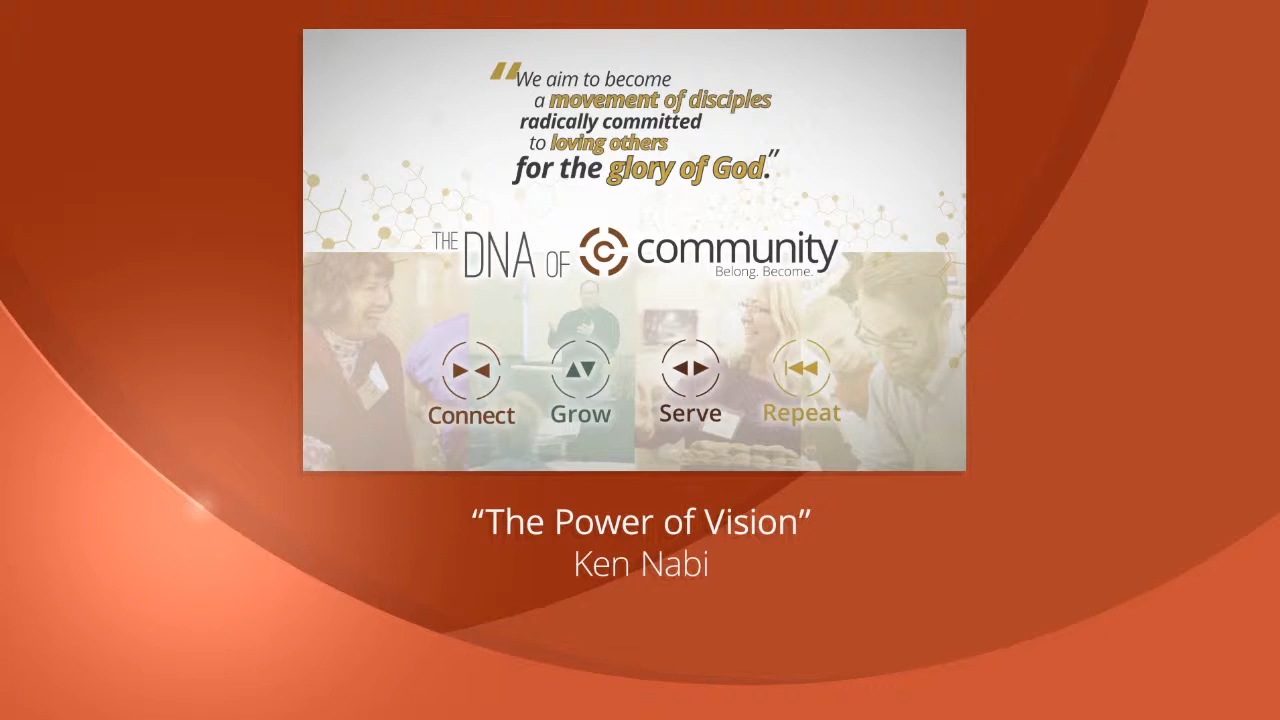 “We aim to become
a movement of disciples
radically committed
to loving others
for the glory of God.”
THE DNA OF C community
Belong. Become.
Connect Grow Serve Repeat
“The Power of Vision”
Ken Nabi